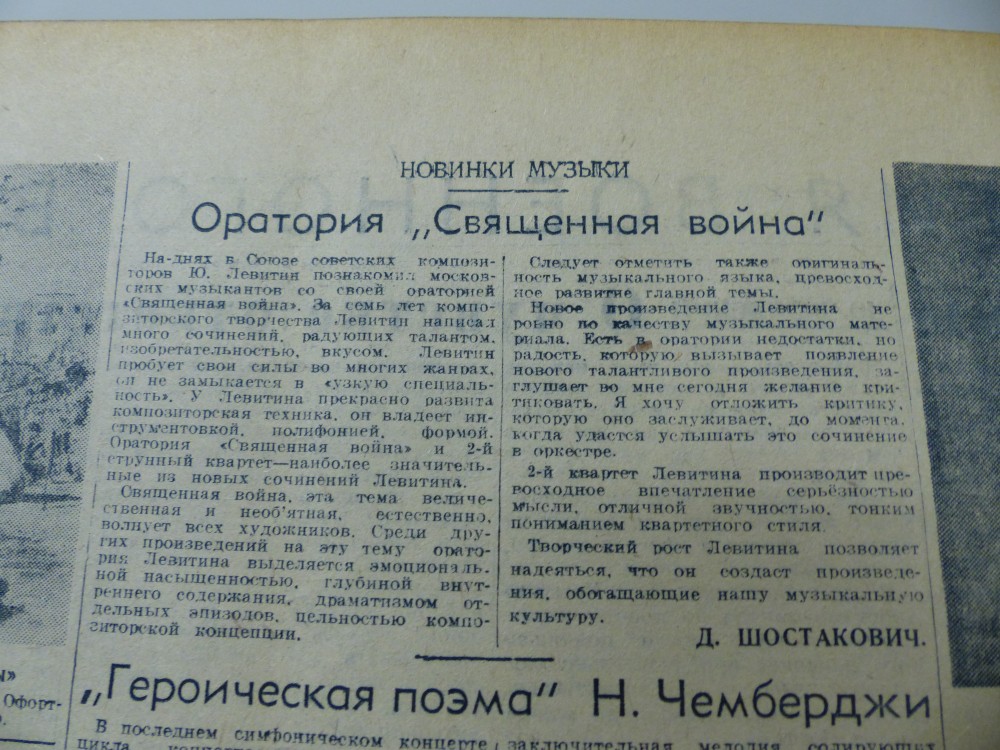 НОВИНКИ МУЗЫКИ
Оратория „Священная война"
На-днях в Союзе советских компози-
торов Ю. Левитин познакомил москов-
ских музыкантов со своей ораторией
«Священная война». За семь лет компо-
зиторского творчества Левитин написал
много сочинений, радующих талантом,
изобретательностью, вкусом. Левитин
пробует свои силы во многих жанрах,
он не замыкается в «узкую специаль-
ность». У Левитина прекрасно развита
композиторская техника, он владеет ин-
струментовкой, полифонией, формой.
Оратория «Священная война» и 2-й
струнный квартет—наиболее значитель-
ные из новых сочинений Левитина.
Священная война, эта тема величе-
ственная и необ'ятная, естественно,
волнует всех художников. Среди дру-
гих произведений на эту тему орато-
рия Левитина выделяется эмоциональ-
ной насыщенностью, глубиной внут-
реннего содержания, драматизмом от-
дельных эпизодов, цельностью компо-
зиторской концепции.
Следует отметить также оригиналь-
ность музыкального языка, превосход-
ное развитие главной темы.
Новое произведение Левитина не
ровно по качеству музыкального мате-
риала. Есть в оратории недостатки, но
радость, которую вызывает появление
нового талантливого произведения, за-
глушает во мне сегодня желание кри-
тиковать. Я хочу отложить критику,
которую оно заслуживает, до момента,
когда удастся услышать это сочинение
в оркестре.
2-й квартет Левитина производит пре-
восходное впечатление серьёзностью
мысли, отличной звучностью, тонким
пониманием квартетного стиля.
Творческий рост Левитина позволяет
надеяться, что он создаст произведе-
ния, обогащающие нашу музыкальную
культуру.
Д. ШОСТАКОВИЧ.
ы»
Офорт-
„Героическая поэма" Н. Чемберджи
В последнем симфоническом концерте
цикла
заключительная мелодия солирующих